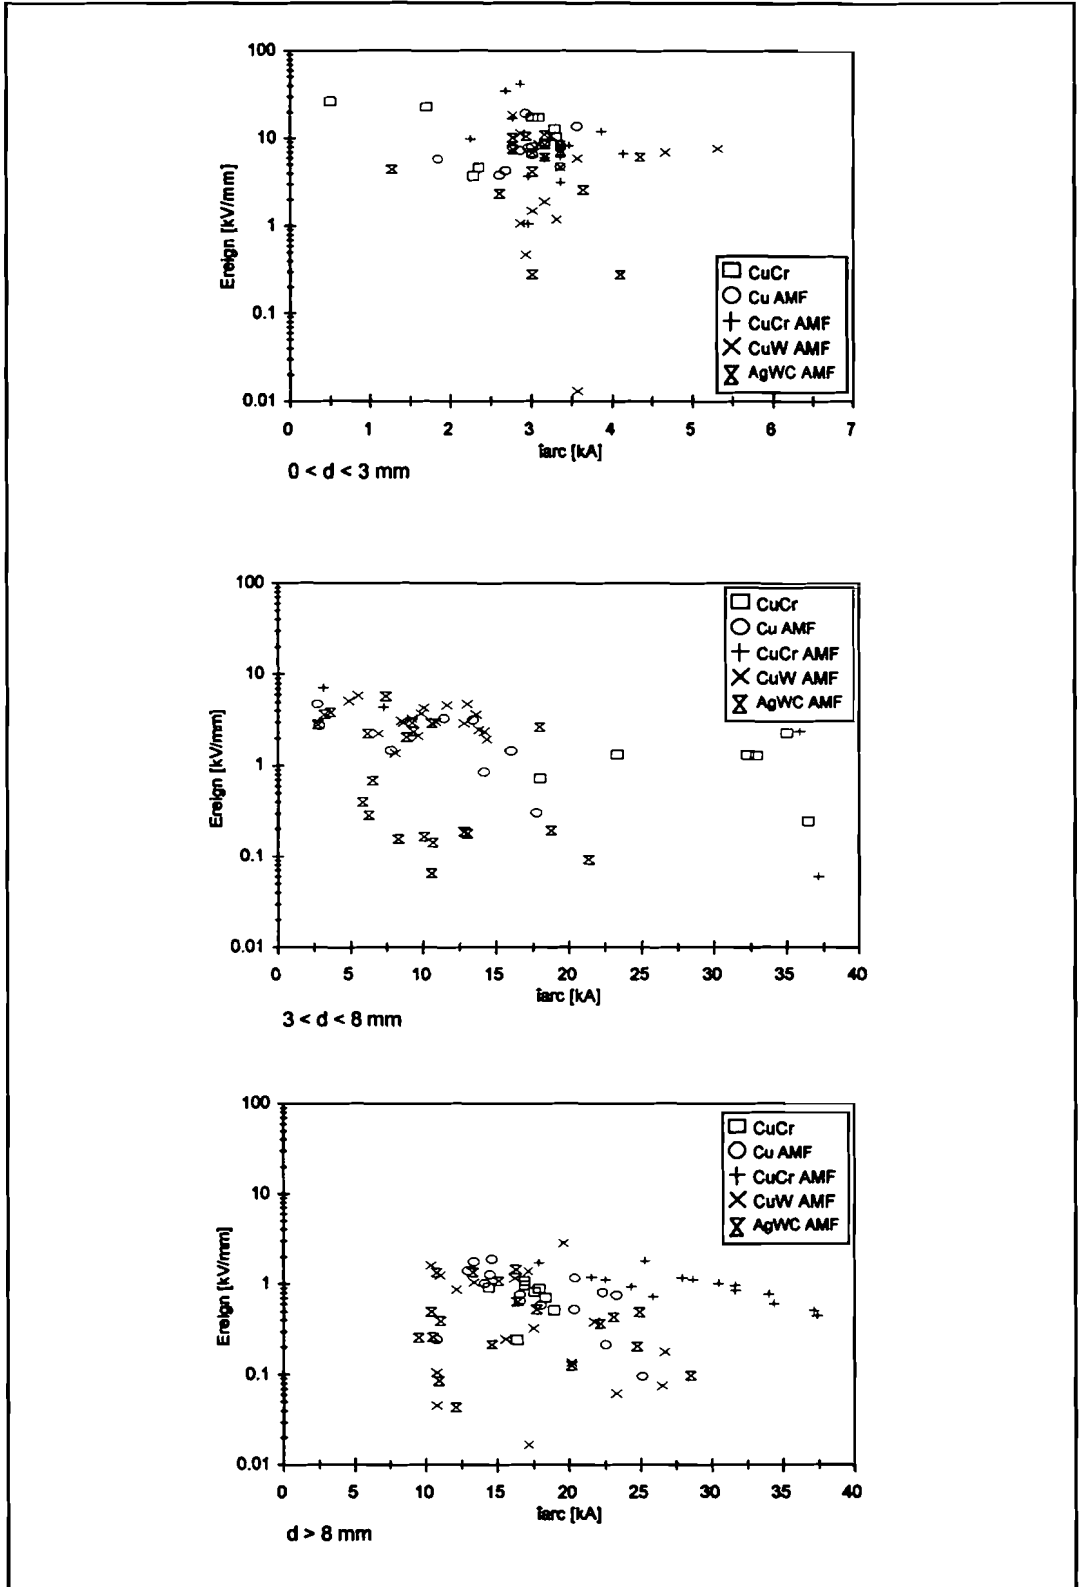 100
10
1
0.1
0.01
Ereign [kV/mm]
CuCr
Cu AMF
CuCr AMF
CuW AMF
AgWC AMF
0 1 2 3 4 5 6 7
îarc [kA]
0 < d < 3 mm
100
10
1
0.1
0.01
Ereign [kV/mm]
CuCr
Cu AMF
CuCr AMF
CuW AMF
AgWC AMF
0 5 10 15 20 25 30 35 40
îarc [kA]
3 < d < 8 mm
100
10
1
0.1
0.01
Ereign [kV/mm]
CuCr
Cu AMF
CuCr AMF
CuW AMF
AgWC AMF
0 5 10 15 20 25 30 35 40
îarc [kA]
d > 8 mm